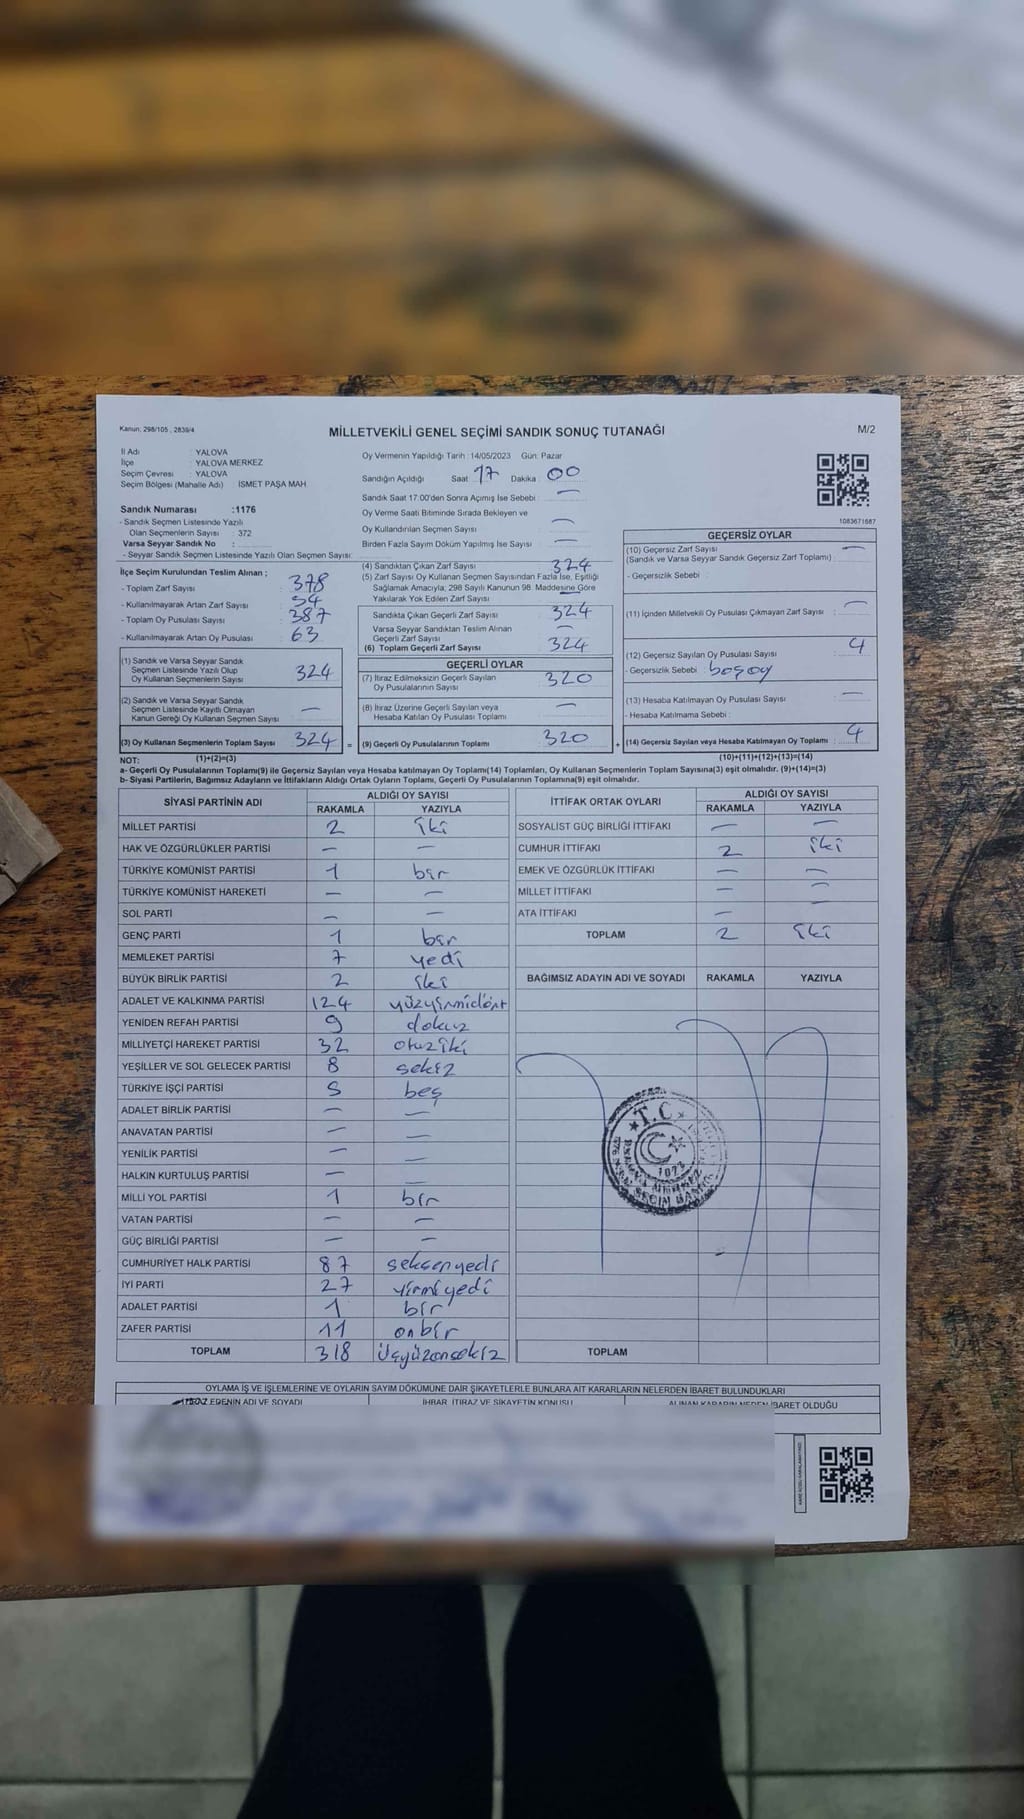 Kanun: 298/105 , 2839/4
MİLLETVEKİLİ GENEL SEÇİMİ SANDIK SONUÇ TUTANAĞI
M/2
İl Adı : YALOVA
İlçe : YALOVA MERKEZ
Seçim Çevresi : YALOVA
Seçim Bölgesi (Mahalle Adı) : İSMET PAŞA MAH.
Sandık Numarası :1176
- Sandık Seçmen Listesinde Yazılı
Olan Seçmenlerin Sayısı : 372
Varsa Seyyar Sandık No :
- Seyyar Sandık Seçmen Listesinde Yazılı Olan Seçmen Sayısı:
Oy Vermenin Yapıldığı Tarih : 14/05/2023 Gün: Pazar
Sandığın Açıldığı Saat : 17 Dakika : 00
Sandık Saat 17:00'den Sonra Açımış İse Sebebi : —
Oy Verme Saati Bitiminde Sırada Bekleyen ve
Oy Kullandırılan Seçmen Sayısı : —
Birden Fazla Sayım Döküm Yapılmış İse Sayısı : —
1083671687
İlçe Seçim Kurulundan Teslim Alınan ;
- Toplam Zarf Sayısı : 378
- Kullanılmayarak Artan Zarf Sayısı : 54
- Toplam Oy Pusulası Sayısı : 387
- Kullanılmayarak Artan Oy Pusulası : 63
(1) Sandık ve Varsa Seyyar Sandık
Seçmen Listesinde Yazılı Olup
Oy Kullanan Seçmenlerin Sayısı : 324
(2) Sandık ve Varsa Seyyar Sandık
Seçmen Listesinde Kayıtlı Olmayan
Kanun Gereği Oy Kullanan Seçmen Sayısı : —
(3) Oy Kullanan Seçmenlerin Toplam Sayısı : 324 =
(4) Sandıktan Çıkan Zarf Sayısı : 324
(5) Zarf Sayısı Oy Kullanan Seçmen Sayısından Fazla İse, Eşitliği
Sağlamak Amacıyla; 298 Sayılı Kanunun 98. Maddesine Göre
Yakılarak Yok Edilen Zarf Sayısı : —
Sandıkta Çıkan Geçerli Zarf Sayısı : 324
Varsa Seyyar Sandıktan Teslim Alınan
Geçerli Zarf Sayısı : —
(6) Toplam Geçerli Zarf Sayısı : 324
GEÇERLİ OYLAR
(7) İtiraz Edilmeksizin Geçerli Sayılan
Oy Pusulalarının Sayısı : 320
(8) İtiraz Üzerine Geçerli Sayılan veya
Hesaba Katılan Oy Pusulası Toplamı : —
(9) Geçerli Oy Pusulalarının Toplamı : 320 +
GEÇERSİZ OYLAR
(10) Geçersiz Zarf Sayısı
(Sandık ve Varsa Seyyar Sandık Geçersiz Zarf Toplamı) : —
- Geçersizlik Sebebi :
(11) İçinden Milletvekili Oy Pusulası Çıkmayan Zarf Sayısı : —
(12) Geçersiz Sayılan Oy Pusulası Sayısı : 4
- Geçersizlik Sebebi : boşoy
(13) Hesaba Katılmayan Oy Pusulası Sayısı : —
- Hesaba Katılmama Sebebi :
(14) Geçersiz Sayılan veya Hesaba Katılmayan Oy Toplamı : 4
NOT: (1)+(2)=(3) (10)+(11)+(12)+(13)=(14)
a- Geçerli Oy Pusulasının Toplamı(9) ile Geçersiz Sayılan veya Hesaba katılmayan Oy Toplamı(14) Toplamları, Oy Kullanan Seçmenlerin Toplam Sayısına(3) eşit olmalıdır. (9)+(14)=(3)
b- Siyasi Partilerin, Bağımsız Adayların ve İttifakların Aldığı Ortak Oyların Toplamı, Geçerli Oy Pusulalarının Toplamına(9) eşit olmalıdır.
SİYASİ PARTİNİN ADI ALDIĞI OY SAYISI
RAKAMLA YAZIYLA
MİLLET PARTİSİ 2 iki
HAK VE ÖZGÜRLÜKLER PARTİSİ — —
TÜRKİYE KOMÜNİST PARTİSİ 1 bir
TÜRKİYE KOMÜNİST HAREKETİ — —
SOL PARTİ — —
GENÇ PARTİ 1 bir
MEMLEKET PARTİSİ 7 yedi
BÜYÜK BİRLİK PARTİSİ 2 iki
ADALET VE KALKINMA PARTİSİ 124 yüzyirmidört
YENİDEN REFAH PARTİSİ 9 dokuz
MİLLİYETÇİ HAREKET PARTİSİ 32 otuziki
YEŞİLLER VE SOL GELECEK PARTİSİ 8 sekiz
TÜRKİYE İŞÇİ PARTİSİ 5 beş
ADALET BİRLİK PARTİSİ — —
ANAVATAN PARTİSİ — —
YENİLİK PARTİSİ — —
HALKIN KURTULUŞ PARTİSİ — —
MİLLİ YOL PARTİSİ 1 bir
VATAN PARTİSİ — —
GÜÇ BİRLİĞİ PARTİSİ — —
CUMHURİYET HALK PARTİSİ 87 seksenyedi
İYİ PARTİ 27 yirmiyedi
ADALET PARTİSİ 1 bir
ZAFER PARTİSİ 11 onbir
TOPLAM 318 üçyüzonsekiz
İTTİFAK ORTAK OYLARI ALDIĞI OY SAYISI
RAKAMLA YAZIYLA
SOSYALİST GÜÇ BİRLİĞİ İTTİFAKI — —
CUMHUR İTTİFAKI 2 iki
EMEK VE ÖZGÜRLÜK İTTİFAKI — —
MİLLET İTTİFAKI — —
ATA İTTİFAKI — —
TOPLAM 2 iki
BAĞIMSIZ ADAYIN ADI VE SOYADI RAKAMLA YAZIYLA
T.C.
TOPLAM
OYLAMA İŞ VE İŞLEMLERİNE VE OYLARIN SAYIM DÖKÜMÜNE DAİR ŞİKAYETLERLE BUNLARA AİT KARARLARIN NELERDEN İBARET BULUNDUKLARI
EDENİN ADI VE SOYADI İHBAR, İTİRAZ VE ŞİKAYETİN KONUSU ALINAN KARARIN NEDEN İBARET OLDUĞU